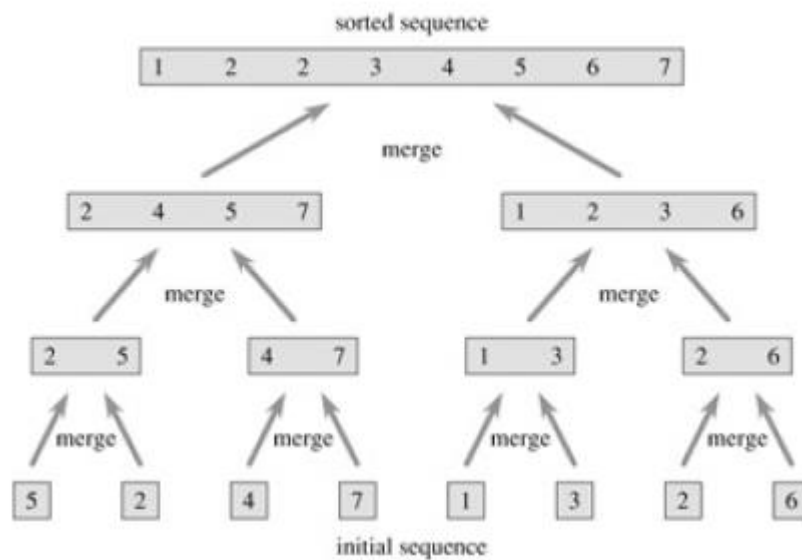 sorted sequence
1 2 2 3 4 5 6 7
merge
2 4 5 7 1 2 3 6
merge merge
2 5 4 7 1 3 2 6
merge merge merge merge
5 2 4 7 1 3 2 6
initial sequence